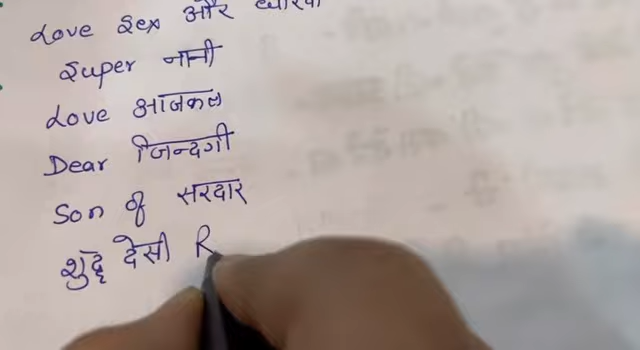 Love Sex और धोखा
Super नानी
Love आजकल
Dear जिन्दगी
Son of सरदार
शुद्ध देसी R